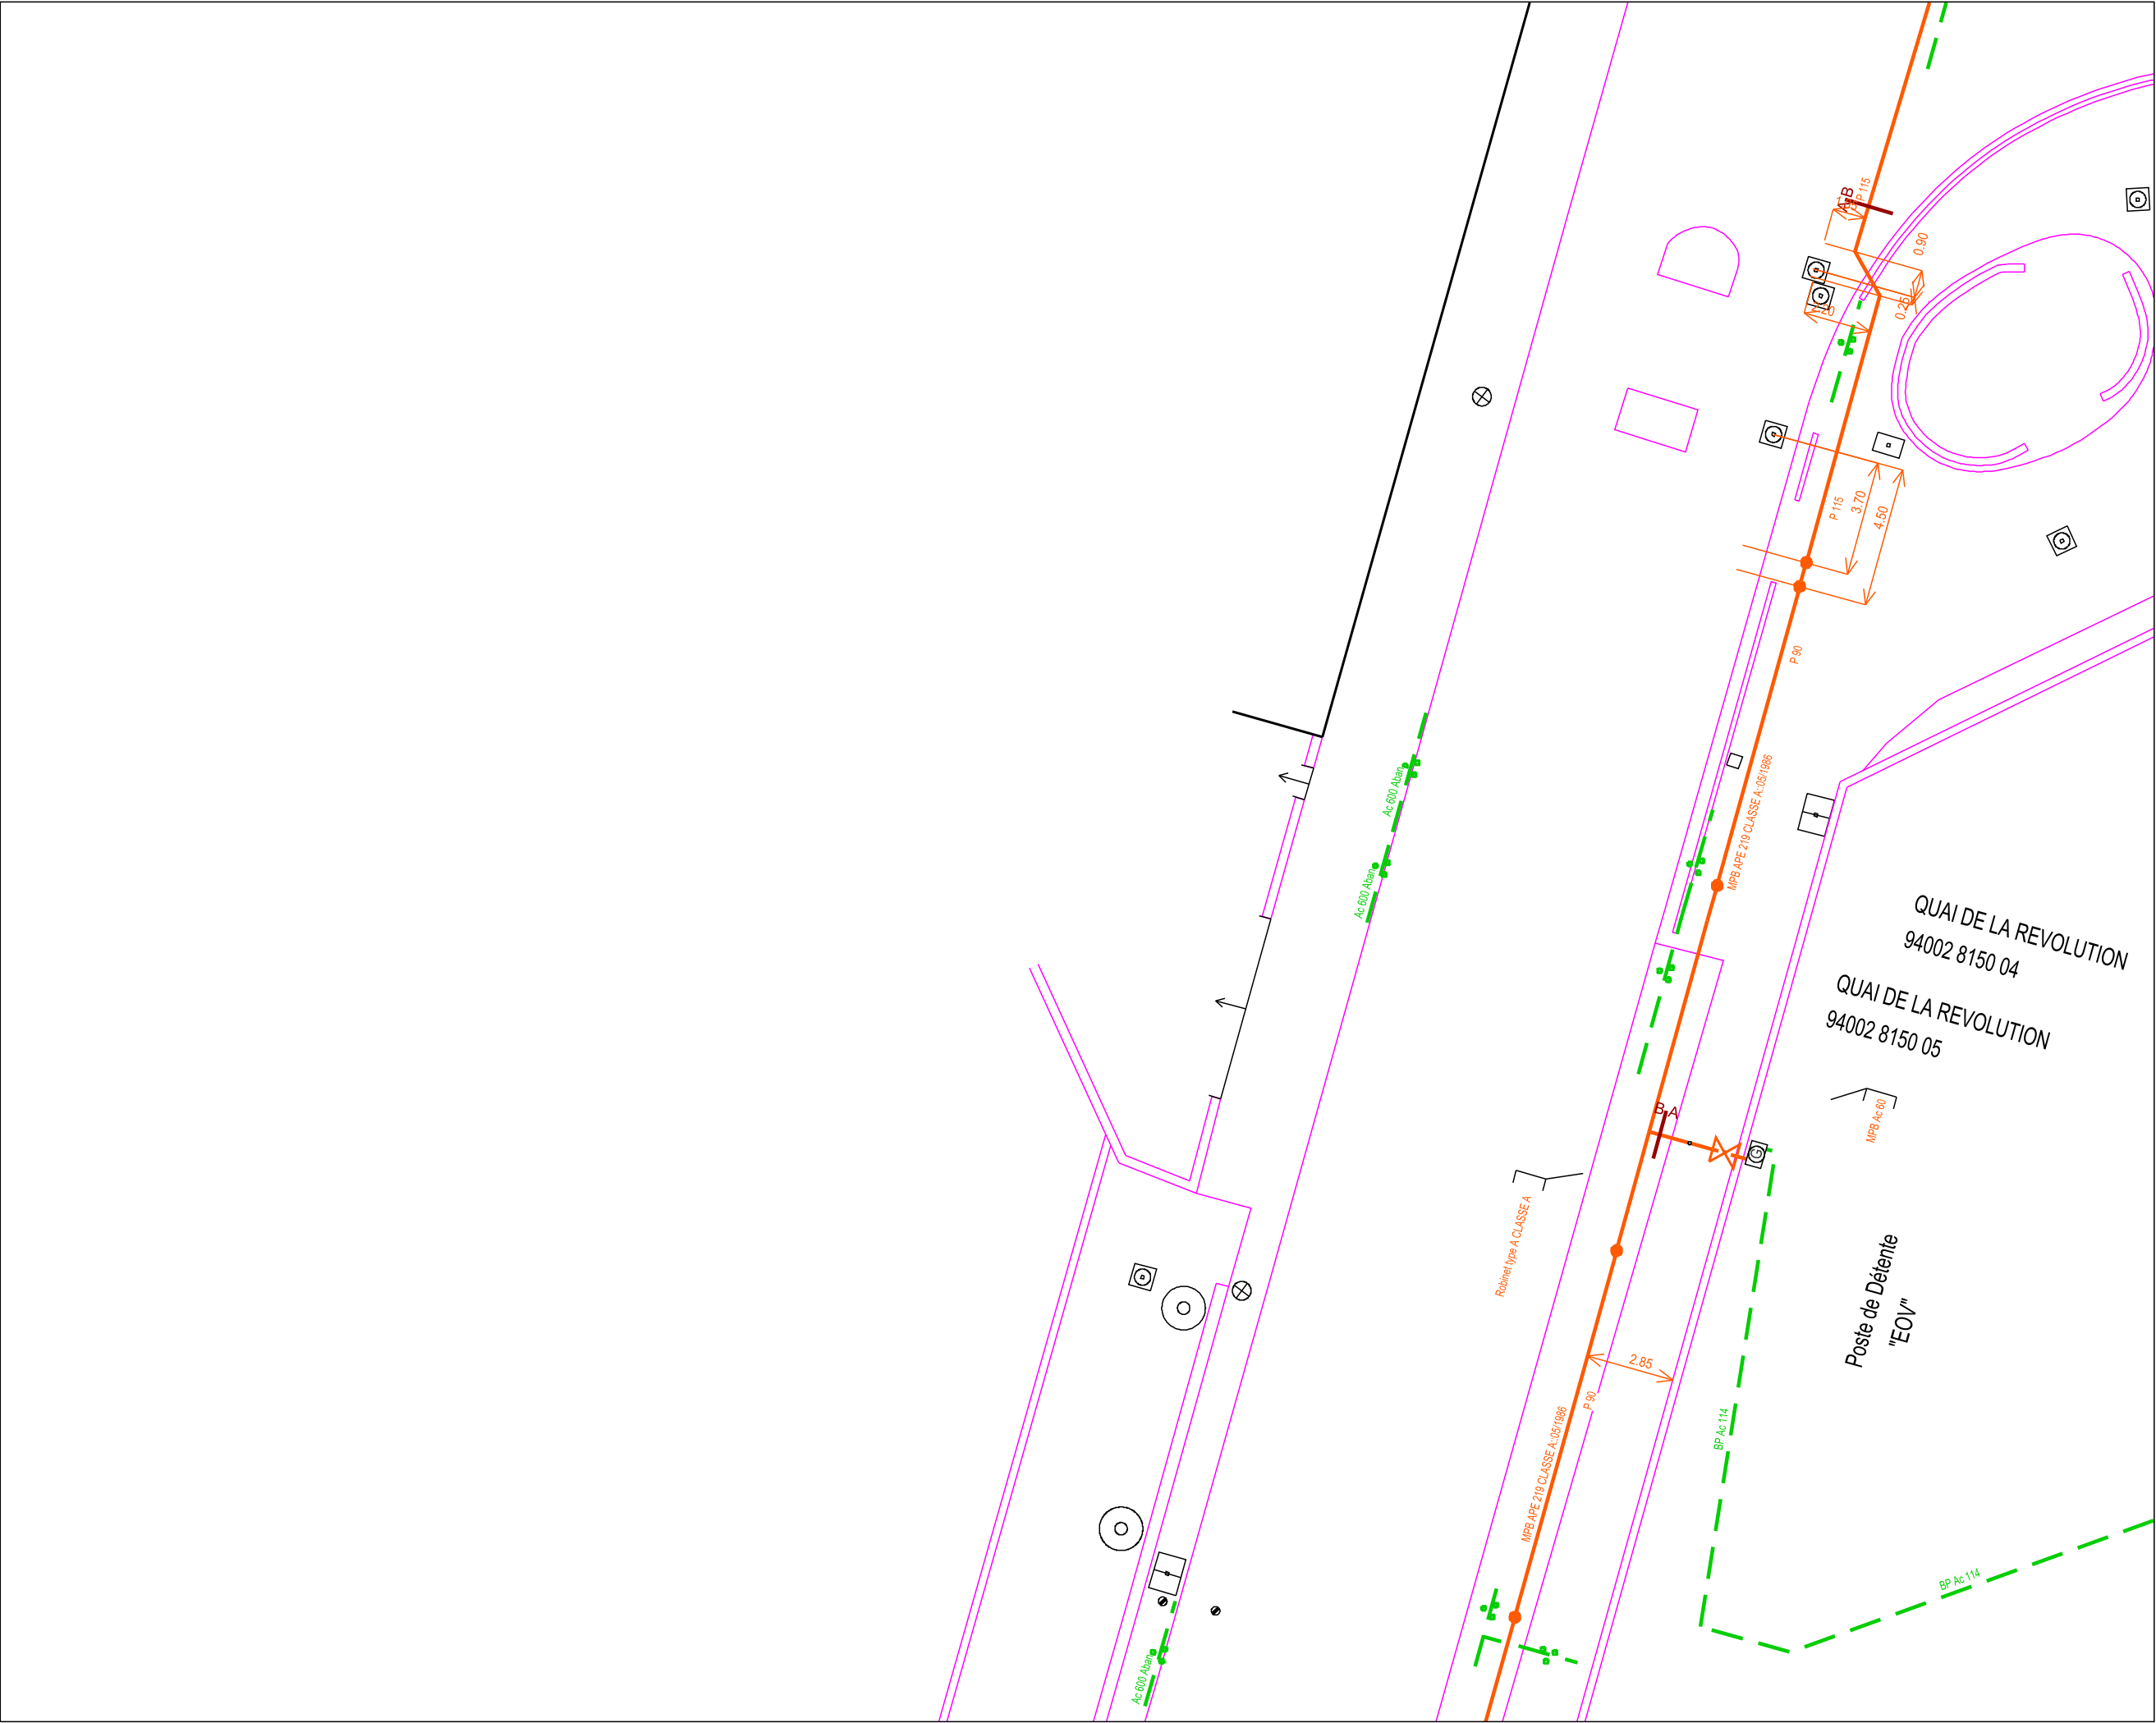 A B
P 115
0.90
0.25
1.20
P 115
3.70
4.50
P 90
MPB APE 219 CLASSE A::05/1986
Ac 600 Aban
Ac 600 Aban
QUAI DE LA REVOLUTION
94002 8150 04
QUAI DE LA REVOLUTION
94002 8150 05
MPB Ac 60
B A
G
Robinet type A CLASSE A
Poste de Détente
"EOV"
2.85
P 90
MPB APE 219 CLASSE A::05/1986
BP Ac 114
BP Ac 114
Ac 600 Aban